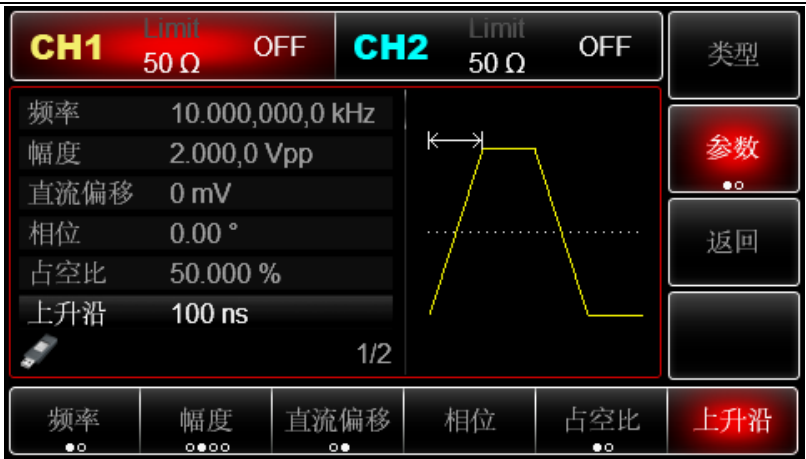 CH1 Limit 50 Ω OFF CH2 Limit 50 Ω OFF
类型
频率 10.000,000,0 kHz
幅度 2.000,0 Vpp
直流偏移 0 mV
相位 0.00 °
占空比 50.000 %
上升沿 100 ns
1/2
参数
返回
频率 幅度 直流偏移 相位 占空比 上升沿